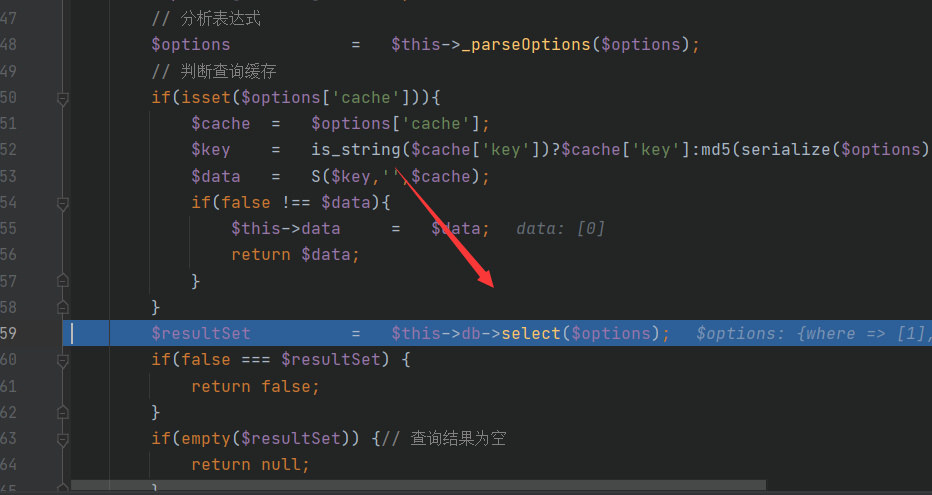 47 // 分析表达式
48 $options = $this->_parseOptions($options);
49 // 判断查询缓存
50 if(isset($options['cache'])){
51 $cache = $options['cache'];
52 $key = is_string($cache['key'])?$cache['key']:md5(serialize($options)
53 $data = S($key,'',$cache);
54 if(false !== $data){
55 $this->data = $data; data: [0]
56 return $data;
57 }
58 }
59 $resultSet = $this->db->select($options); $options: {where => [1],
60 if(false === $resultSet) {
61 return false;
62 }
63 if(empty($resultSet)) {// 查询结果为空
64 return null;
65 }